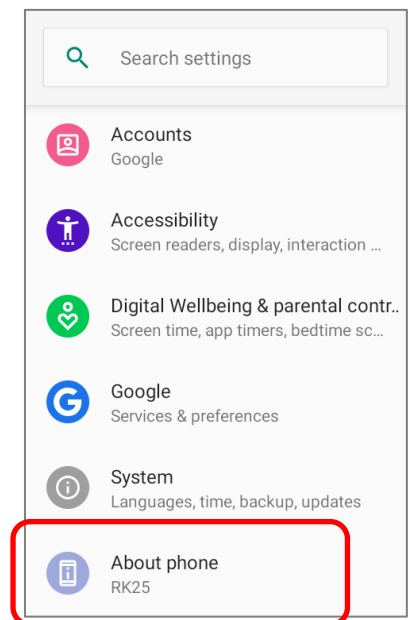 Search settings
Accounts
Google
Accessibility
Screen readers, display, interaction ...
Digital Wellbeing & parental contr..
Screen time, app timers, bedtime sc...
Google
Services & preferences
System
Languages, time, backup, updates
About phone
RK25